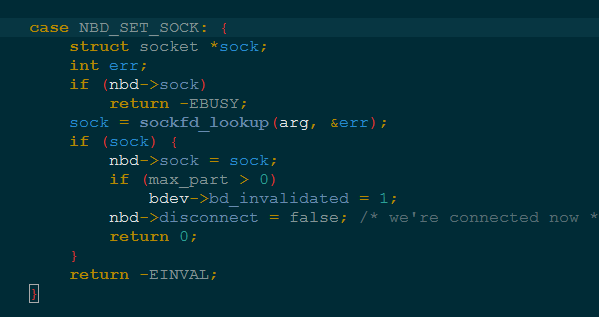 case NBD_SET_SOCK: {
struct socket *sock;
int err;
if (nbd->sock)
return -EBUSY;
sock = sockfd_lookup(arg, &err);
if (sock) {
nbd->sock = sock;
if (max_part > 0)
bdev->bd_invalidated = 1;
nbd->disconnect = false; /* we're connected now *
return 0;
}
return -EINVAL;
}